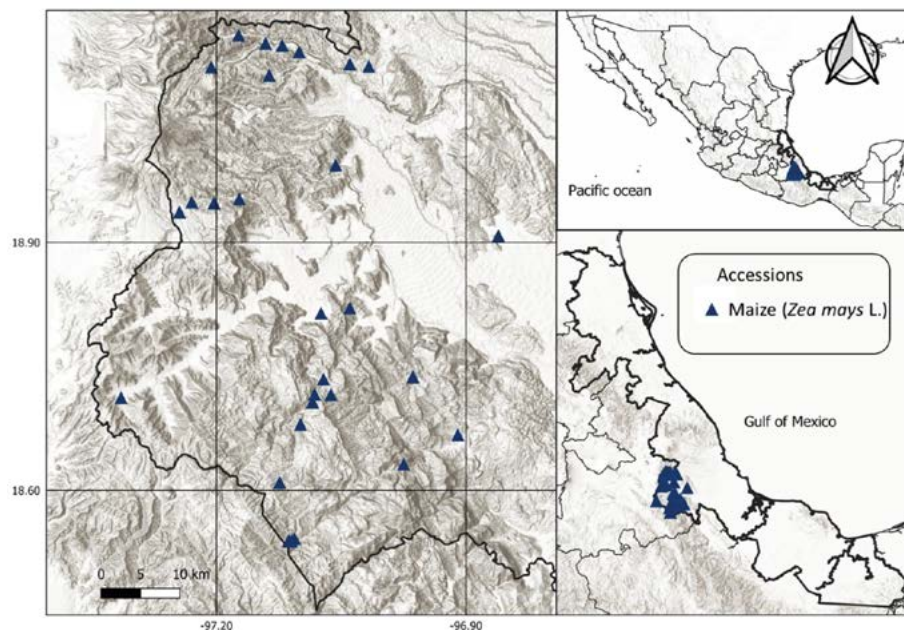 18.90
18.60
0 5 10 km
-97.20
-96.90
Pacific ocean
Accessions
Maize (Zea mays L.)
Gulf of Mexico